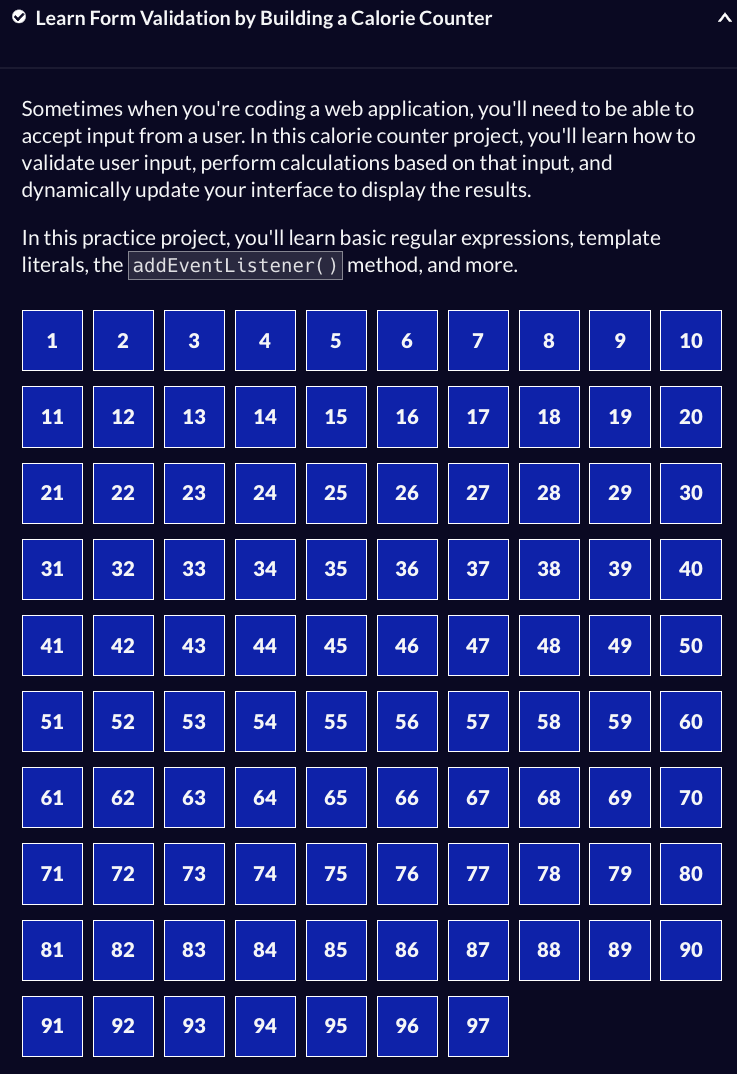 Learn Form Validation by Building a Calorie Counter
Sometimes when you're coding a web application, you'll need to be able to
accept input from a user. In this calorie counter project, you'll learn how to
validate user input, perform calculations based on that input, and
dynamically update your interface to display the results.
In this practice project, you'll learn basic regular expressions, template
literals, the addEventListener() method, and more.
1 2 3 4 5 6 7 8 9 10
11 12 13 14 15 16 17 18 19 20
21 22 23 24 25 26 27 28 29 30
31 32 33 34 35 36 37 38 39 40
41 42 43 44 45 46 47 48 49 50
51 52 53 54 55 56 57 58 59 60
61 62 63 64 65 66 67 68 69 70
71 72 73 74 75 76 77 78 79 80
81 82 83 84 85 86 87 88 89 90
91 92 93 94 95 96 97